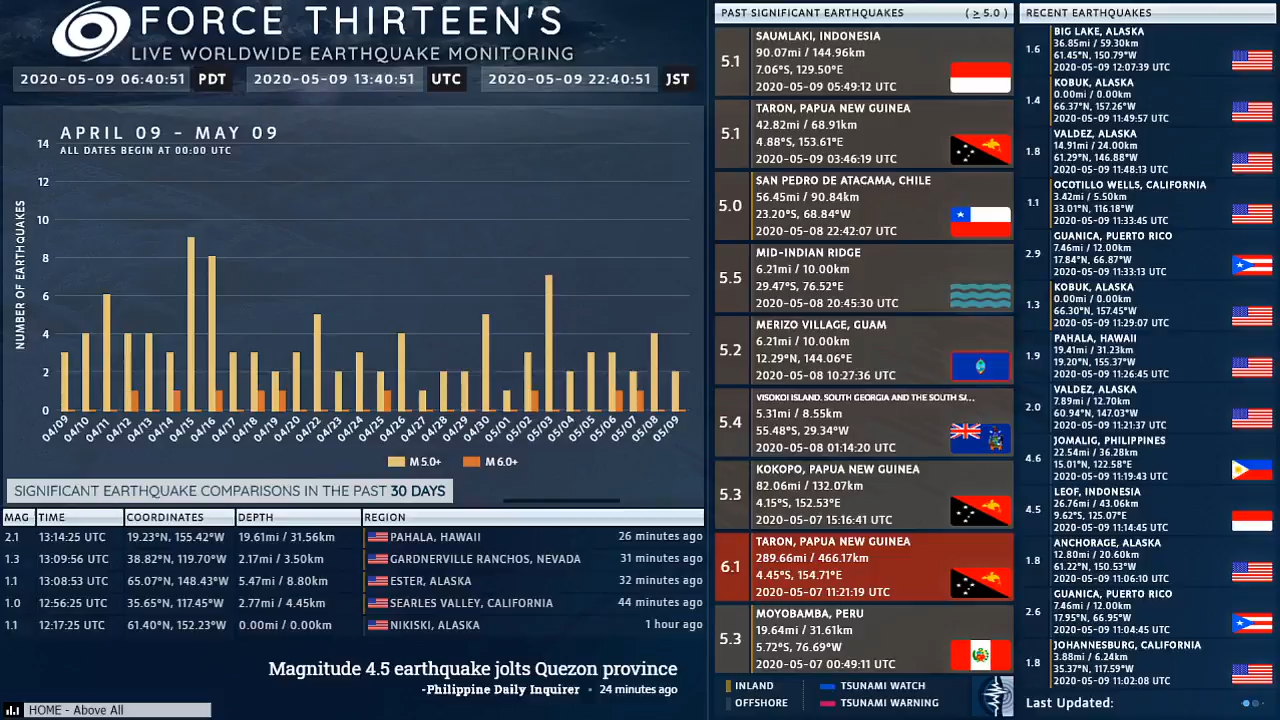 FORCE THIRTEEN'S
LIVE WORLDWIDE EARTHQUAKE MONITORING
2020-05-09 06:40:51 PDT 2020-05-09 13:40:51 UTC 2020-05-09 22:40:51 JST
APRIL 09 - MAY 09
ALL DATES BEGIN AT 00:00 UTC
NUMBER OF EARTHQUAKES
14
12
10
8
6
4
2
0
04/09 04/10 04/11 04/12 04/13 04/14 04/15 04/16 04/17 04/18 04/19 04/20 04/22 04/23 04/24 04/25 04/26 04/27 04/28 04/29 04/30 05/01 05/02 05/03 05/04 05/05 05/06 05/07 05/08 05/09
M 5.0+ M 6.0+
SIGNIFICANT EARTHQUAKE COMPARISONS IN THE PAST 30 DAYS
MAG TIME COORDINATES DEPTH REGION
2.1 13:14:25 UTC 19.23°N, 155.42°W 19.61mi / 31.56km PAHALA, HAWAII 26 minutes ago
1.3 13:09:56 UTC 38.82°N, 119.70°W 2.17mi / 3.50km GARDNERVILLE RANCHOS, NEVADA 31 minutes ago
1.1 13:08:53 UTC 65.07°N, 148.43°W 5.47mi / 8.80km ESTER, ALASKA 32 minutes ago
1.0 12:56:25 UTC 35.65°N, 117.45°W 2.77mi / 4.45km SEARLES VALLEY, CALIFORNIA 44 minutes ago
1.1 12:17:25 UTC 61.40°N, 152.23°W 0.00mi / 0.00km NIKISKI, ALASKA 1 hour ago
Magnitude 4.5 earthquake jolts Quezon province
-Philippine Daily Inquirer • 24 minutes ago
HOME - Above All
PAST SIGNIFICANT EARTHQUAKES ( ≥ 5.0 )
5.1
SAUMLAKI, INDONESIA
90.07mi / 144.96km
7.06°S, 129.50°E
2020-05-09 05:49:12 UTC
5.1
TARON, PAPUA NEW GUINEA
42.82mi / 68.91km
4.88°S, 153.61°E
2020-05-09 03:46:19 UTC
5.0
SAN PEDRO DE ATACAMA, CHILE
56.45mi / 90.84km
23.20°S, 68.84°W
2020-05-08 22:42:07 UTC
5.5
MID-INDIAN RIDGE
6.21mi / 10.00km
29.47°S, 76.52°E
2020-05-08 20:45:30 UTC
5.2
MERIZO VILLAGE, GUAM
6.21mi / 10.00km
12.29°N, 144.06°E
2020-05-08 10:27:36 UTC
5.4
VISOKOI ISLAND, SOUTH GEORGIA AND THE SOUTH SA...
5.31mi / 8.55km
55.48°S, 29.34°W
2020-05-08 01:14:20 UTC
5.3
KOKOPO, PAPUA NEW GUINEA
82.06mi / 132.07km
4.15°S, 152.53°E
2020-05-07 15:16:41 UTC
6.1
TARON, PAPUA NEW GUINEA
289.66mi / 466.17km
4.45°S, 154.71°E
2020-05-07 11:21:19 UTC
5.3
MOYOBAMBA, PERU
19.64mi / 31.61km
5.72°S, 76.69°W
2020-05-07 00:49:11 UTC
INLAND TSUNAMI WATCH
OFFSHORE TSUNAMI WARNING
RECENT EARTHQUAKES
1.6
BIG LAKE, ALASKA
36.85mi / 59.30km
61.45°N, 150.79°W
2020-05-09 12:07:39 UTC
1.4
KOBUK, ALASKA
0.00mi / 0.00km
66.37°N, 157.26°W
2020-05-09 11:49:57 UTC
1.8
VALDEZ, ALASKA
14.91mi / 24.00km
61.29°N, 146.88°W
2020-05-09 11:48:13 UTC
1.1
OCOTILLO WELLS, CALIFORNIA
3.42mi / 5.50km
33.01°N, 116.18°W
2020-05-09 11:33:45 UTC
2.9
GUANICA, PUERTO RICO
7.46mi / 12.00km
17.84°N, 66.87°W
2020-05-09 11:33:13 UTC
1.3
KOBUK, ALASKA
0.00mi / 0.00km
66.30°N, 157.45°W
2020-05-09 11:29:07 UTC
1.9
PAHALA, HAWAII
19.41mi / 31.23km
19.20°N, 155.37°W
2020-05-09 11:26:45 UTC
2.0
VALDEZ, ALASKA
7.89mi / 12.70km
60.94°N, 147.03°W
2020-05-09 11:21:37 UTC
4.6
JOMALIG, PHILIPPINES
22.54mi / 36.28km
15.01°N, 122.58°E
2020-05-09 11:19:43 UTC
4.5
LEOF, INDONESIA
26.76mi / 43.06km
9.62°S, 125.07°E
2020-05-09 11:14:45 UTC
1.8
ANCHORAGE, ALASKA
12.80mi / 20.60km
61.22°N, 150.53°W
2020-05-09 11:06:10 UTC
2.6
GUANICA, PUERTO RICO
7.46mi / 12.00km
17.95°N, 66.95°W
2020-05-09 11:04:45 UTC
1.8
JOHANNESBURG, CALIFORNIA
3.88mi / 6.24km
35.37°N, 117.59°W
2020-05-09 11:02:08 UTC
Last Updated: